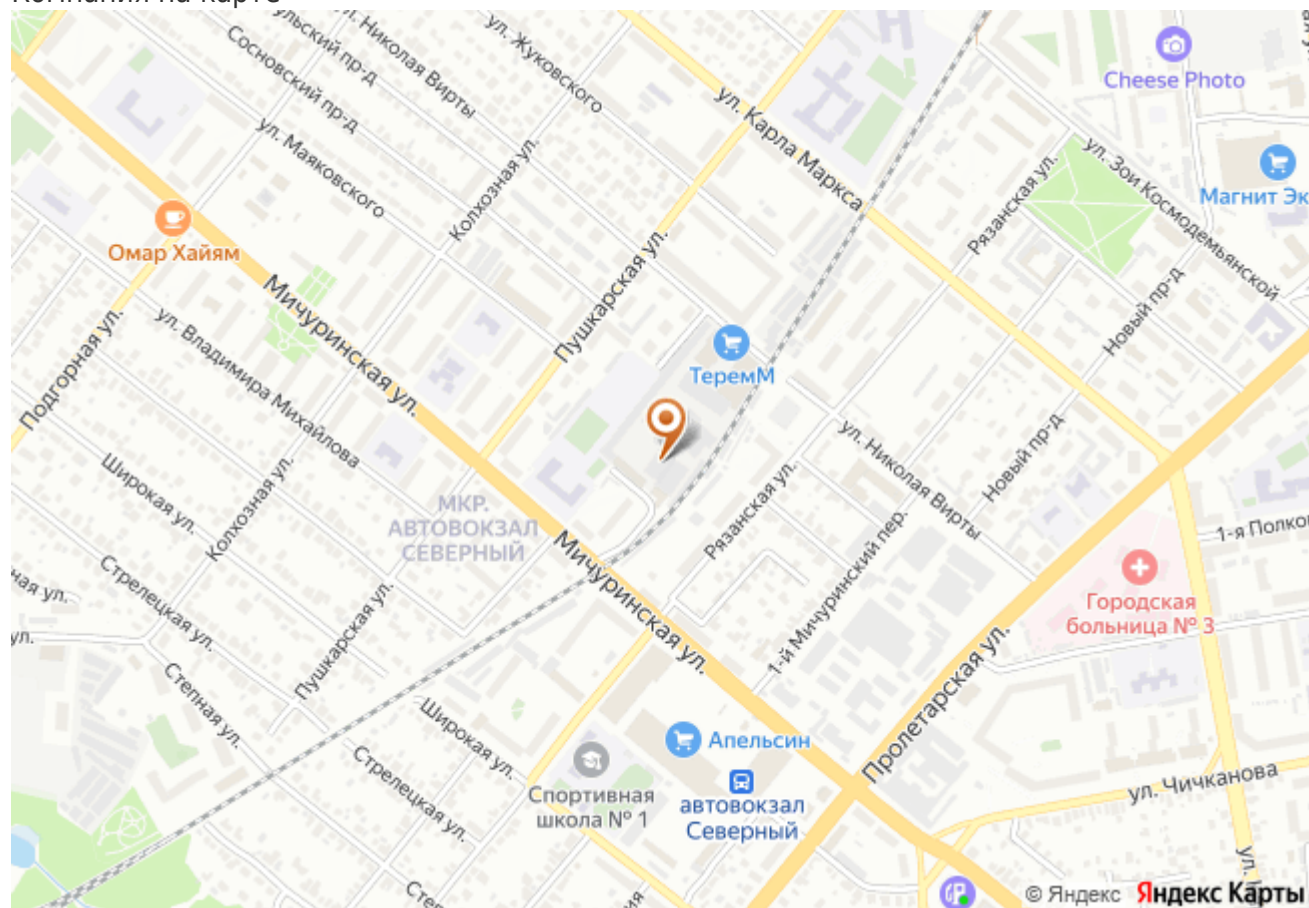 ул. Николая Вирты
ул. Жуковского
Сосновский пр-д
Cheese Photo
ул. Карла Маркса
ул. Маяковского
Колхозная ул.
ул. Зои Космодемьянской
Рязанская ул.
Магнит Эк
Омар Хайям
Пушкарская ул.
Новый пр-д
Мичуринская ул.
Подгорная ул.
ул. Владимира Михайлова
ТеремМ
Широкая ул.
Колхозная ул.
МКР.
АВТОВОКЗАЛ
СЕВЕРНЫЙ
ул. Николая Вирты
Новый пр-д
Рязанская ул.
1-й Мичуринский пер.
Мичуринская ул.
Городская
больница № 3
Стрелецкая ул.
Пушкарская ул.
Степная ул.
Пролетарская ул.
Широкая ул.
Стрелецкая ул.
Апельсин
Спортивная
школа № 1
автовокзал
Северный
ул. Чичканова
© Яндекс Яндекс Карты